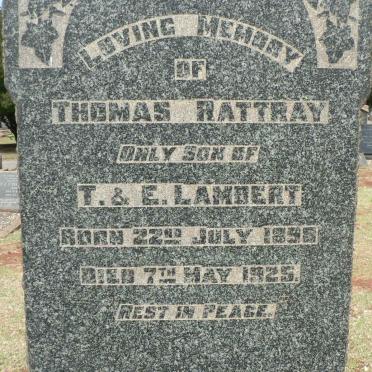 LOVING MEMORY
OF
THOMAS RATTRAY
ONLY SON OF
T. & E. LAMBERT
BORN 22ND JULY 1898
DIED 7TH MAY 1925.
REST IN PEACE.